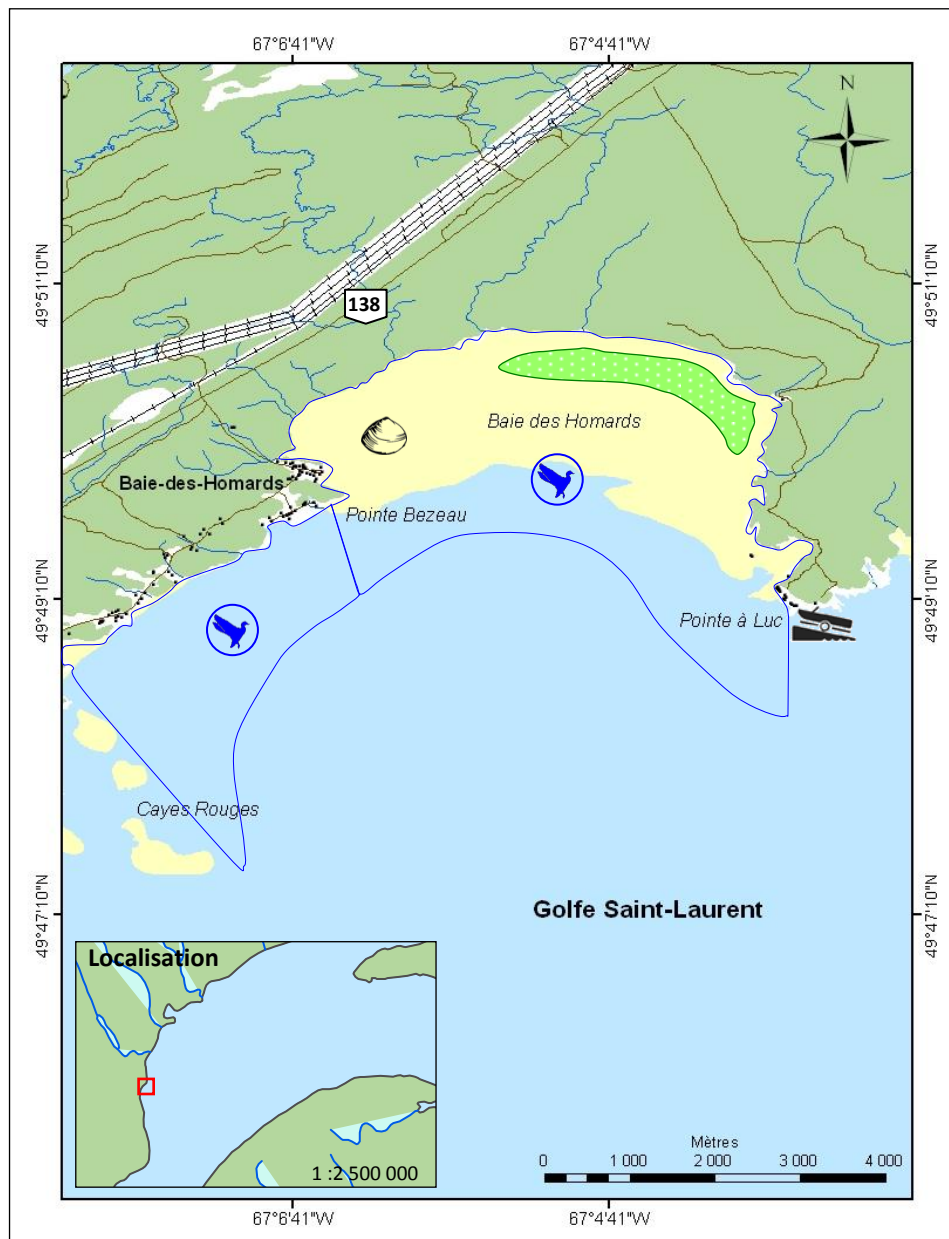 67°6'41"W
67°4'41"W
N
49°51'10"N
49°51'10"N
138
Baie des Homards
Baie-des-Homards
Pointe Bezeau
49°49'10"N
49°49'10"N
Pointe à Luc
Cayes Rouges
49°47'10"N
49°47'10"N
Golfe Saint-Laurent
Localisation
1 :2 500 000
Mètres
0 1 000 2 000 3 000 4 000
67°6'41"W
67°4'41"W